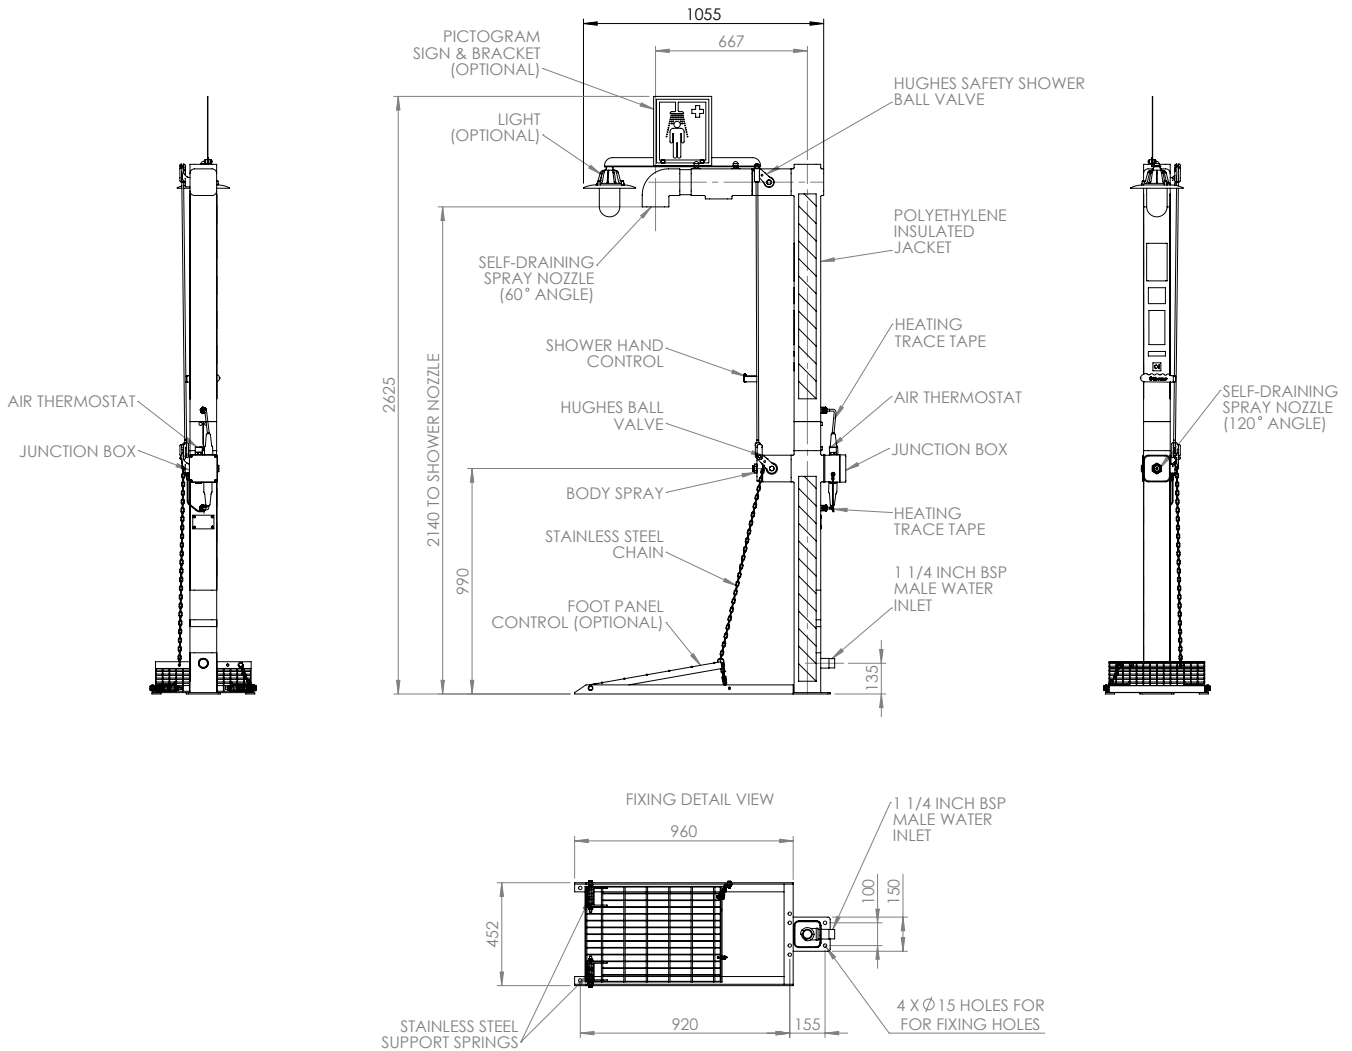 1055
667
PICTOGRAM
SIGN & BRACKET
(OPTIONAL)
HUGHES SAFETY SHOWER
BALL VALVE
LIGHT
(OPTIONAL)
POLYETHYLENE
INSULATED
JACKET
SELF-DRAINING
SPRAY NOZZLE
(60° ANGLE)
HEATING
TRACE TAPE
SHOWER HAND
CONTROL
2625
2140 TO SHOWER NOZZLE
AIR THERMOSTAT
JUNCTION BOX
HUGHES BALL
VALVE
AIR THERMOSTAT
JUNCTION BOX
SELF-DRAINING
SPRAY NOZZLE
(120° ANGLE)
BODY SPRAY
HEATING
TRACE TAPE
STAINLESS STEEL
CHAIN
990
1 1/4 INCH BSP
MALE WATER
INLET
FOOT PANEL
CONTROL (OPTIONAL)
135
FIXING DETAIL VIEW
960
1 1/4 INCH BSP
MALE WATER
INLET
100
150
452
4 X Ø 15 HOLES FOR
FOR FIXING HOLES
920
155
STAINLESS STEEL
SUPPORT SPRINGS